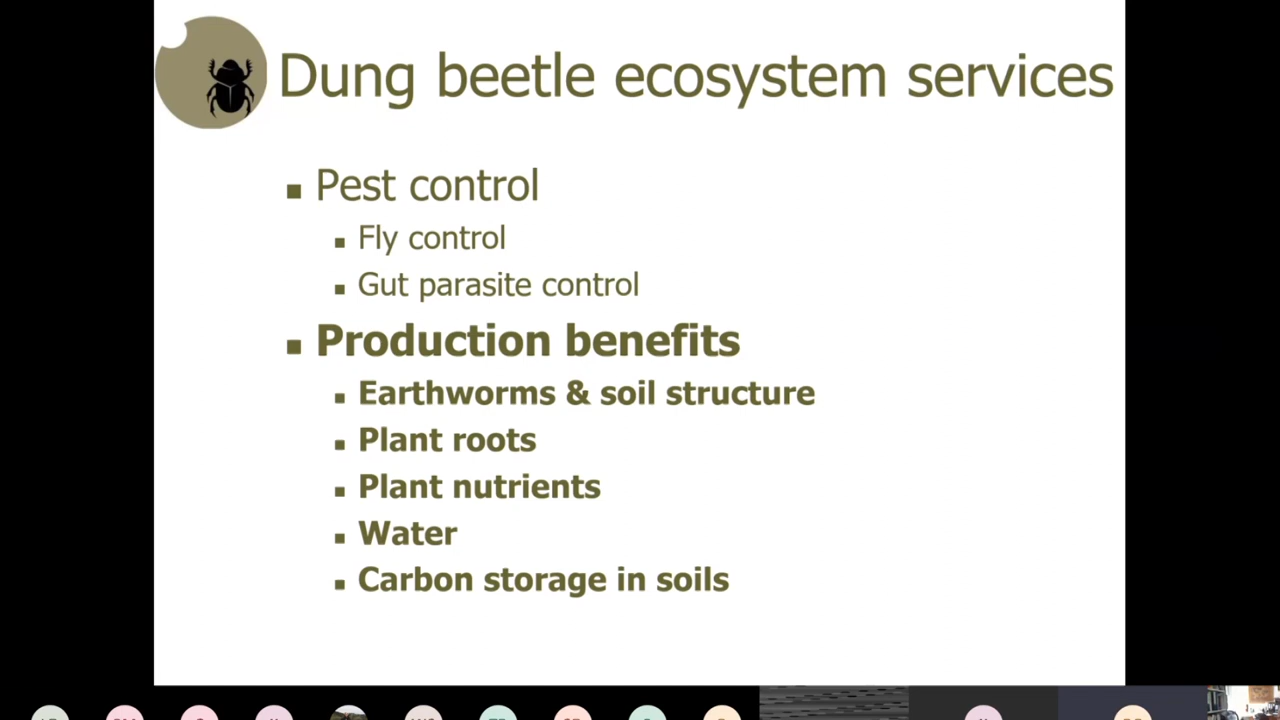 Dung beetle ecosystem services
Pest control
Fly control
Gut parasite control
Production benefits
Earthworms & soil structure
Plant roots
Plant nutrients
Water
Carbon storage in soils